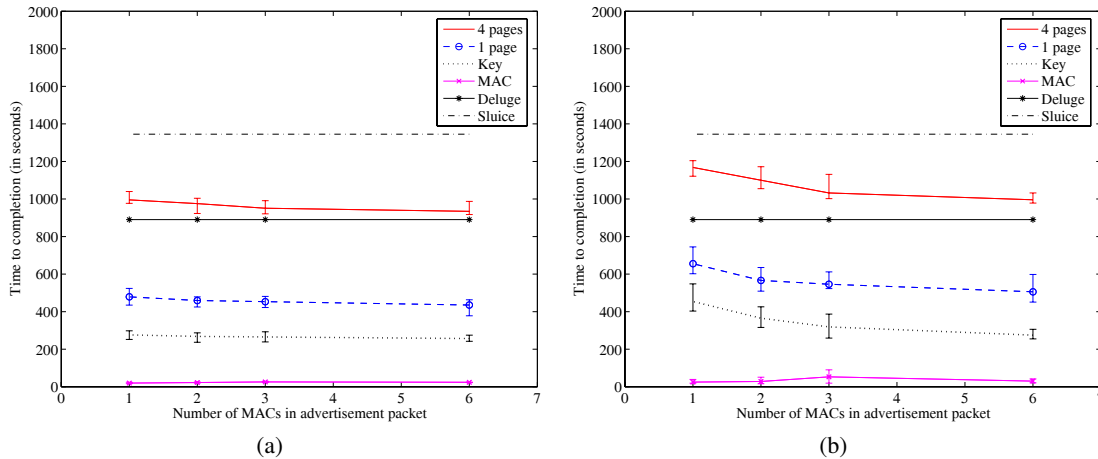 2000
1800
1600
1400
1200
1000
800
600
400
200
0
0 1 2 3 4 5 6 7
Time to completion (in seconds)
Number of MACs in advertisement packet
4 pages
1 page
Key
MAC
Deluge
Sluice
(a)
2000
1800
1600
1400
1200
1000
800
600
400
200
0
0 1 2 3 4 5 6 7
Time to completion (in seconds)
Number of MACs in advertisement packet
4 pages
1 page
Key
MAC
Deluge
Sluice
(b)